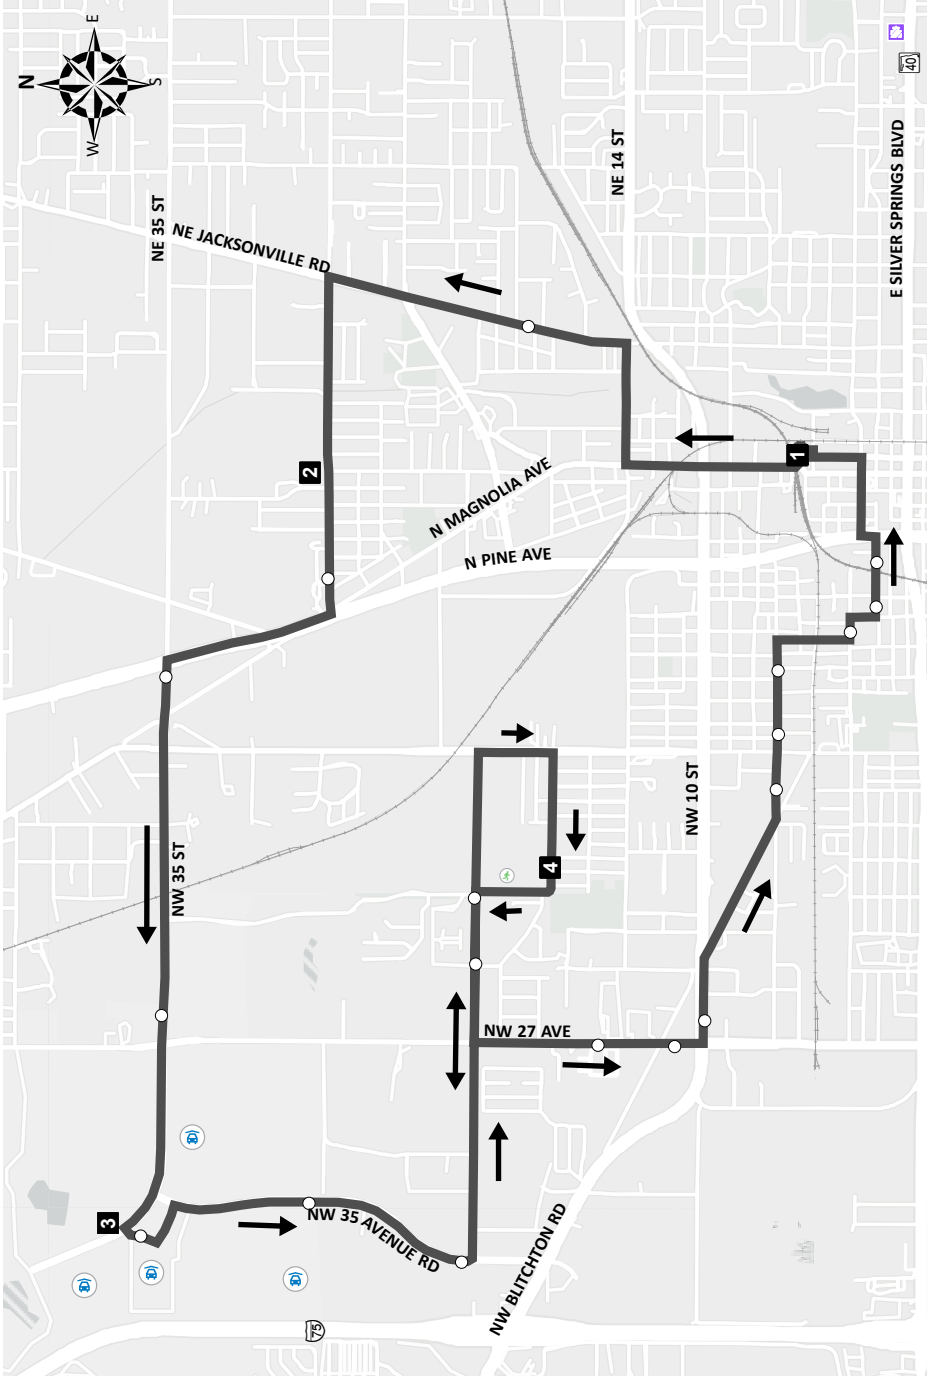 E
N
S
W
40
NE 14 ST
E SILVER SPRINGS BLVD
NE 35 ST
NE JACKSONVILLE RD
1
2
N MAGNOLIA AVE
N PINE AVE
NW 35 ST
NW 10 ST
4
NW 27 AVE
3
NW 35 AVENUE RD
NW BLITCHTON RD
75